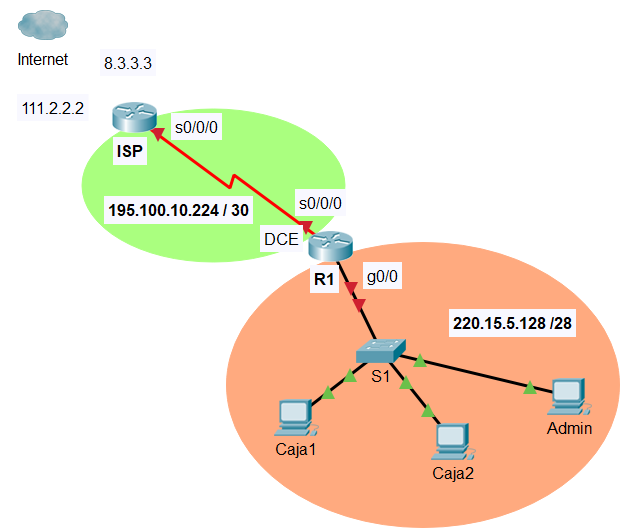 Internet
8.3.3.3
111.2.2.2
s0/0/0
ISP
195.100.10.224 / 30
s0/0/0
DCE
R1
g0/0
220.15.5.128 /28
S1
Caja1
Caja2
Admin